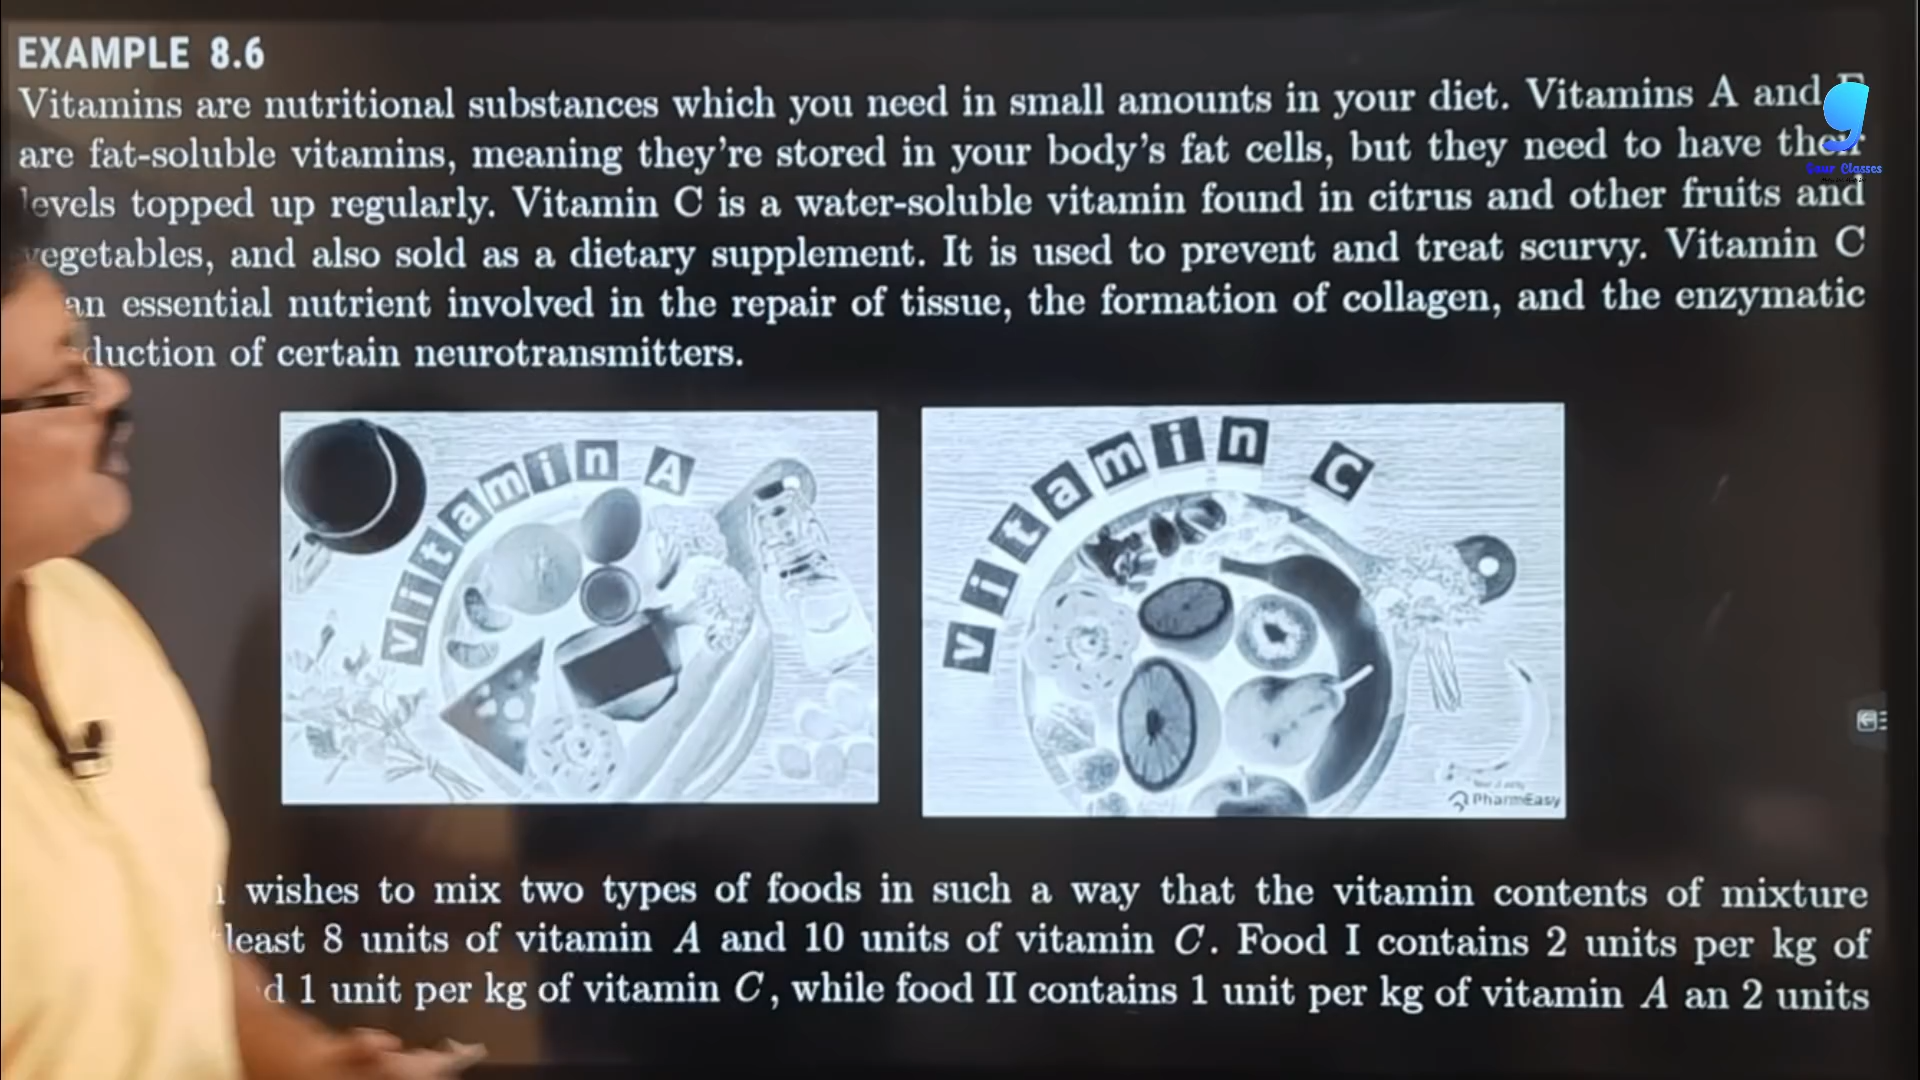 EXAMPLE 8.6
Vitamins are nutritional substances which you need in small amounts in your diet. Vitamins A and
are fat-soluble vitamins, meaning they're stored in your body's fat cells, but they need to have their
levels topped up regularly. Vitamin C is a water-soluble vitamin found in citrus and other fruits and
vegetables, and also sold as a dietary supplement. It is used to prevent and treat scurvy. Vitamin C
an essential nutrient involved in the repair of tissue, the formation of collagen, and the enzymatic
duction of certain neurotransmitters.
g
Gour Classes
vitamin A
vitamin C
PharmEasy
wishes to mix two types of foods in such a way that the vitamin contents of mixture
least 8 units of vitamin A and 10 units of vitamin C. Food I contains 2 units per kg of
d 1 unit per kg of vitamin C, while food II contains 1 unit per kg of vitamin A an 2 units